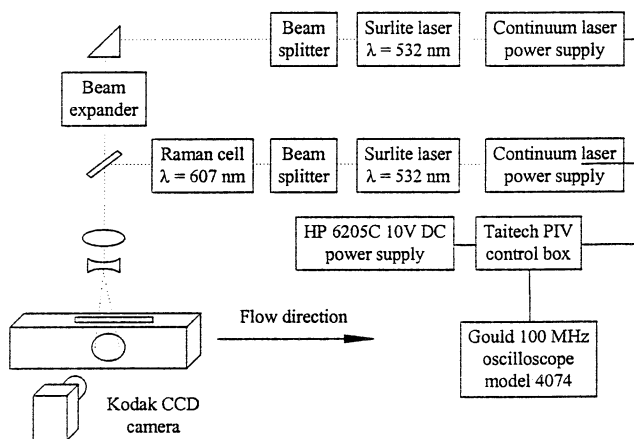 Beam
splitter
Surlite laser
λ = 532 nm
Continuum laser
power supply
Beam
expander
Raman cell
λ = 607 nm
Beam
splitter
Surlite laser
λ = 532 nm
Continuum laser
power supply
HP 6205C 10V DC
power supply
Taitech PIV
control box
Flow direction
Gould 100 MHz
oscilloscope
model 4074
Kodak CCD
camera